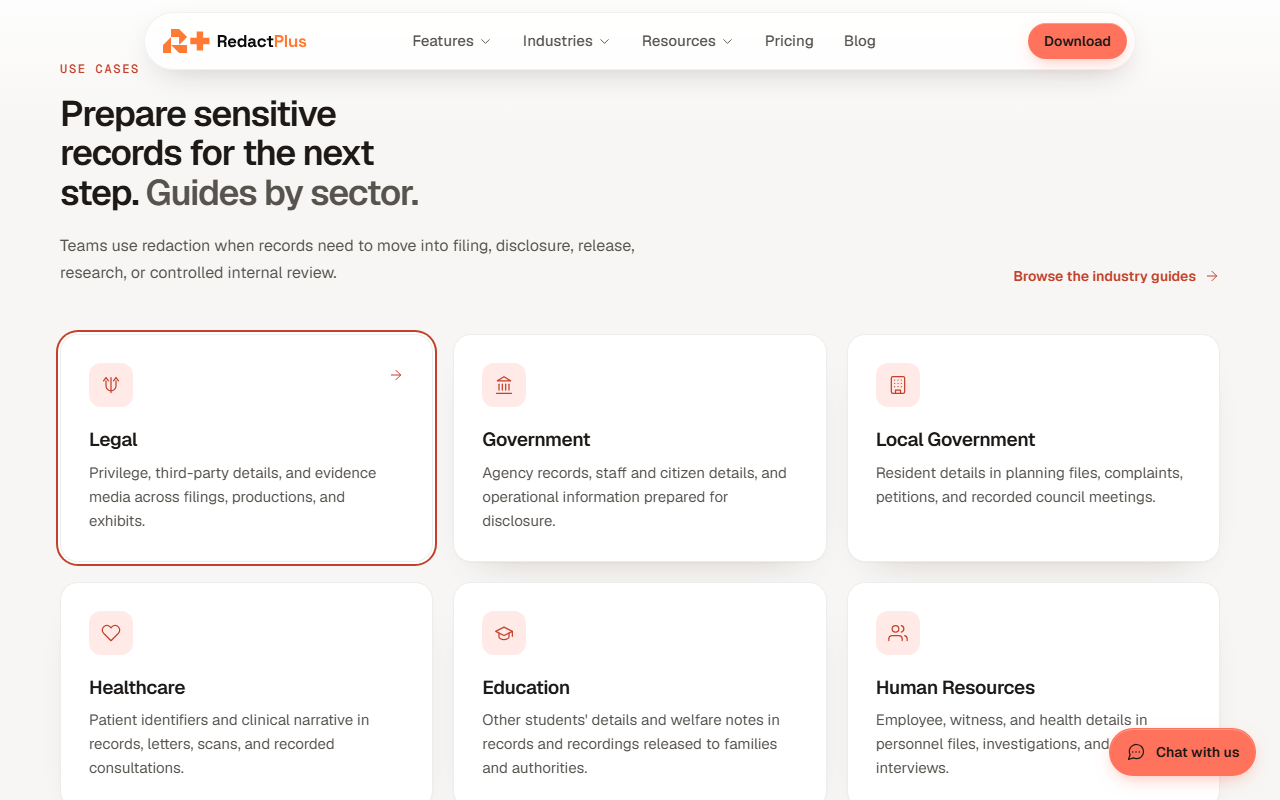 RedactPlus
Features
Industries
Resources
Pricing
Blog
Download
USE CASES
Prepare sensitive
records for the next
step. Guides by sector.
Teams use redaction when records need to move into filing, disclosure, release,
research, or controlled internal review.
Browse the industry guides
Legal
Privilege, third-party details, and evidence
media across filings, productions, and
exhibits.
Government
Agency records, staff and citizen details, and
operational information prepared for
disclosure.
Local Government
Resident details in planning files, complaints,
petitions, and recorded council meetings.
Healthcare
Patient identifiers and clinical narrative in
records, letters, scans, and recorded
consultations.
Education
Other students' details and welfare notes in
records and recordings released to families
and authorities.
Human Resources
Employee, witness, and health details in
personnel files, investigations, and
interviews.
Chat with us